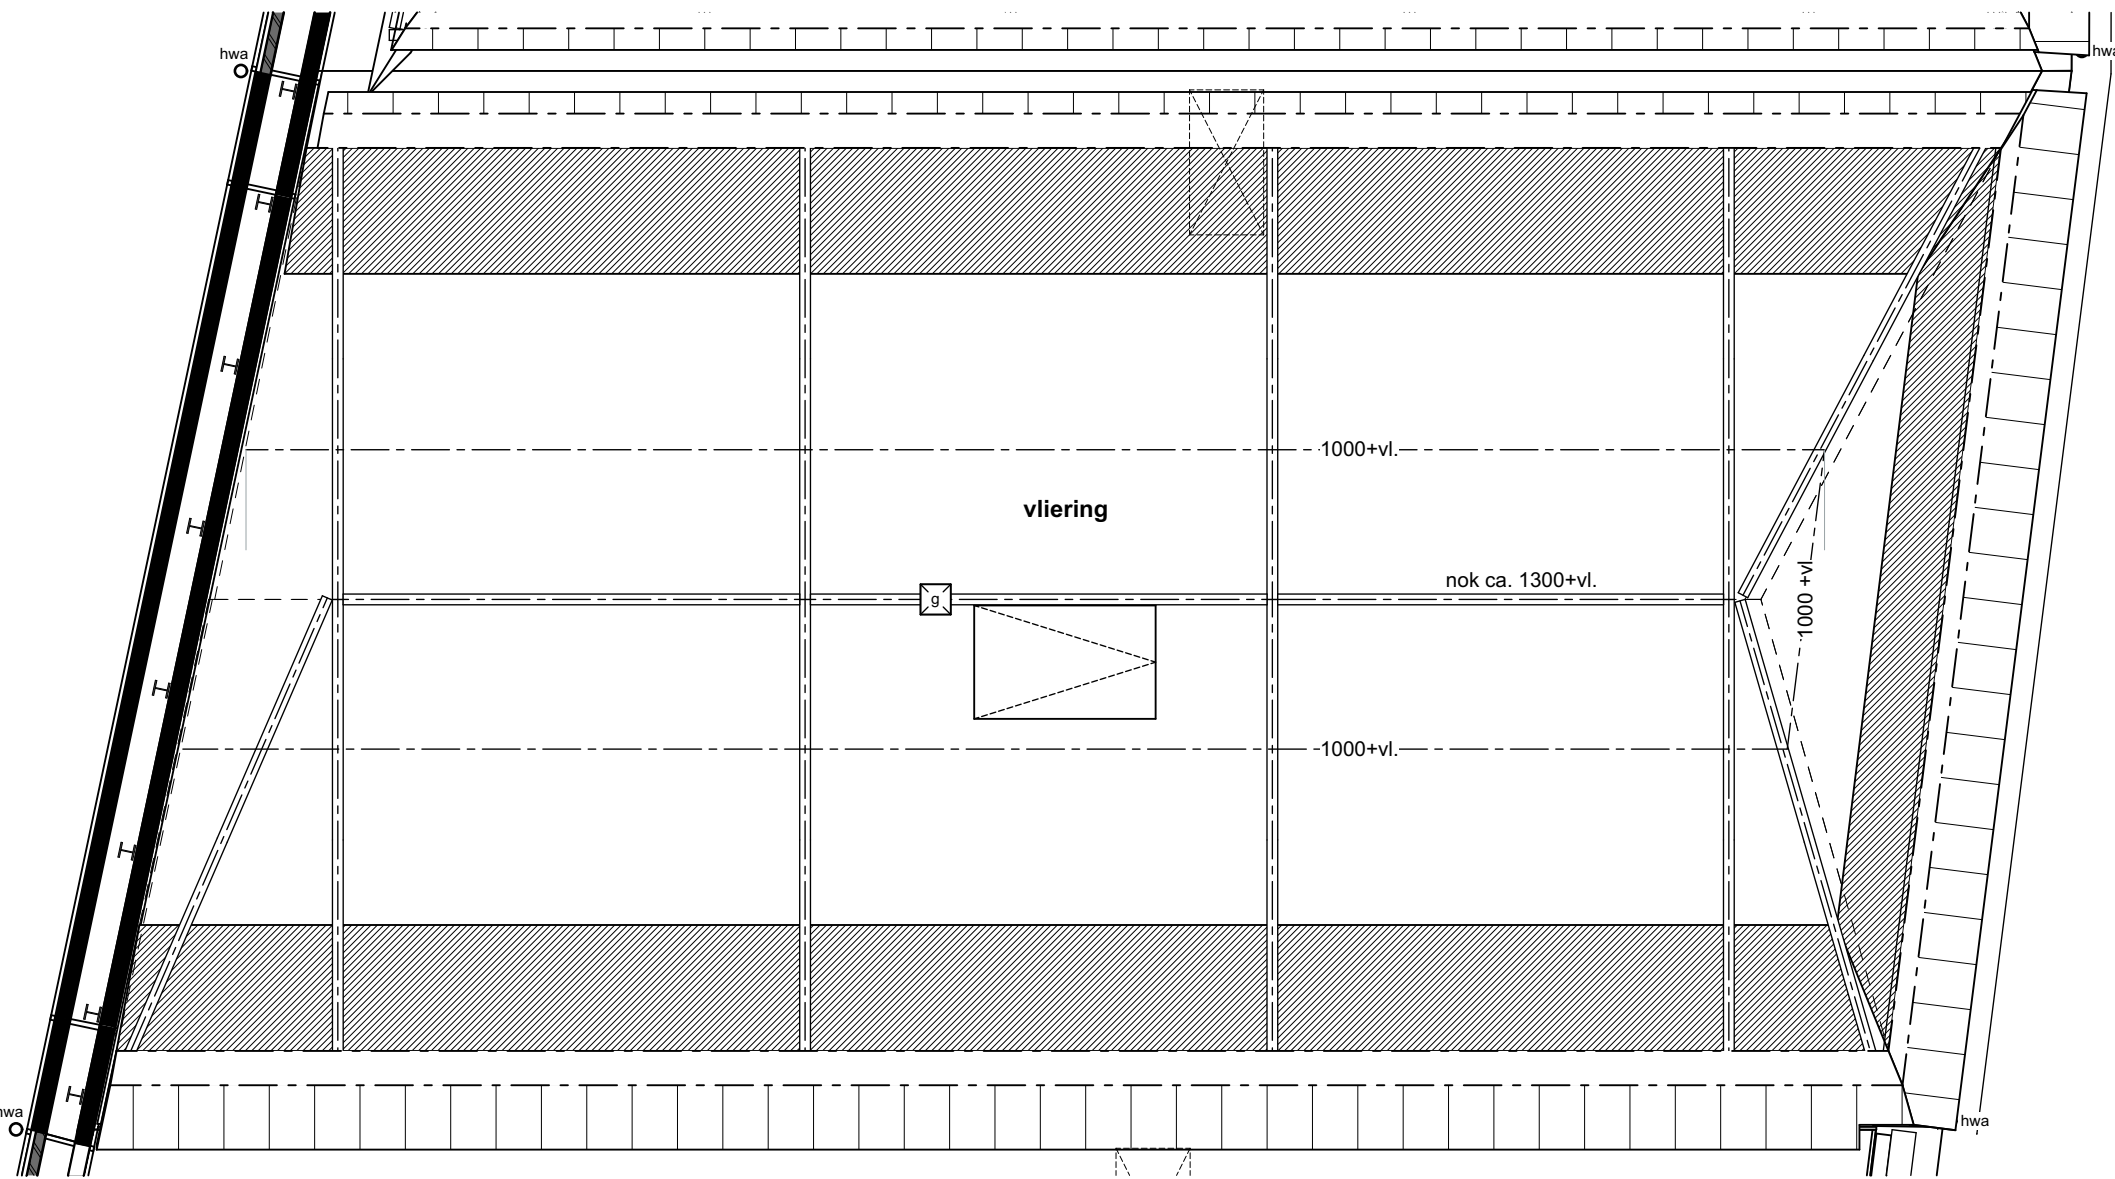 hwa
hwa
1000+vl.
vliering
nok ca. 1300+vl.
g
1000 +vl.
1000+vl.
hwa
hwa